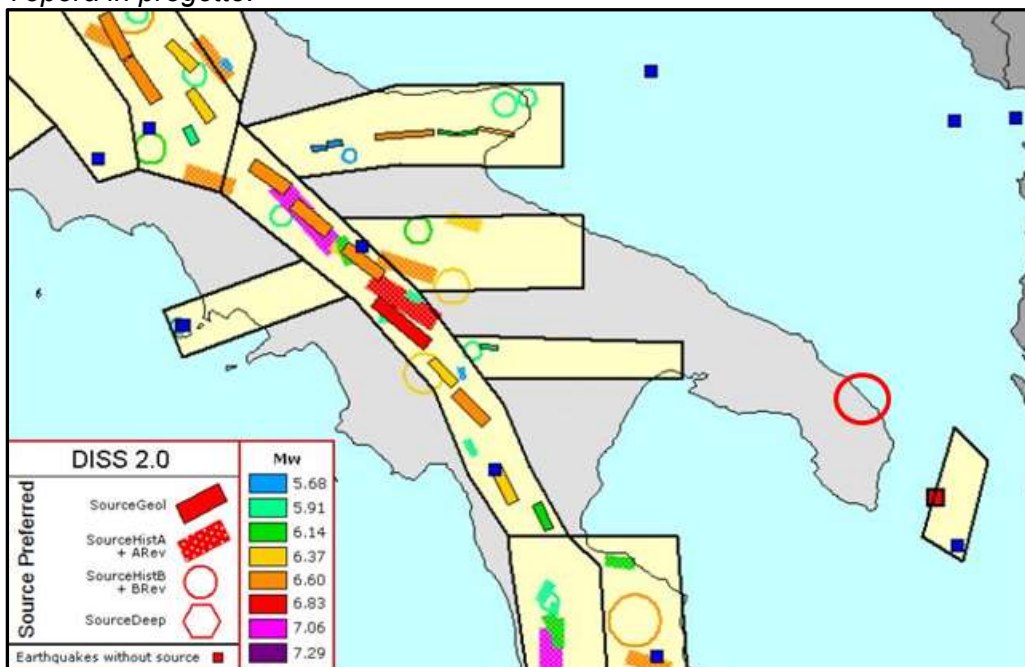 l'opera in progetto.
DISS 2.0
Source Preferred
SourceGeol
SourceHistA
+ ARev
SourceHistB
+ BRev
SourceDeep
Earthquakes without source
Mw
5.68
5.91
6.14
6.37
6.60
6.83
7.06
7.29